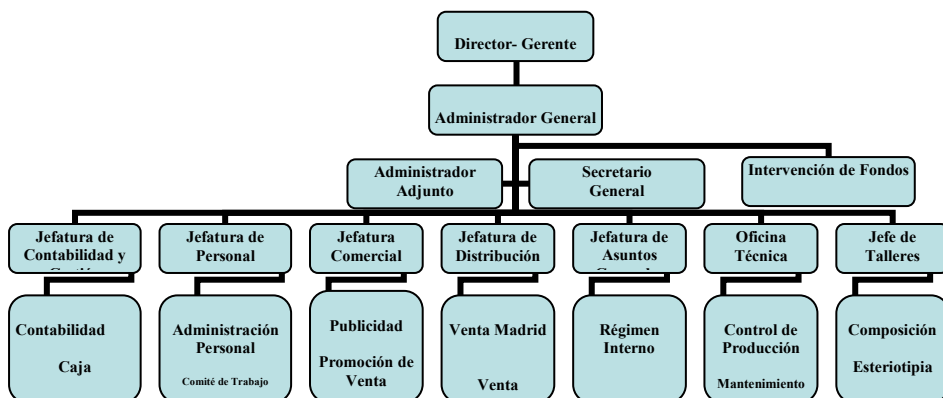 Director- Gerente
Administrador General
Administrador
Adjunto
Secretario
General
Intervención de Fondos
Jefatura de
Contabilidad y
Jefatura de
Personal
Jefatura
Comercial
Jefatura de
Distribución
Jefatura de
Asuntos
Oficina
Técnica
Jefe de
Talleres
Contabilidad
Caja
Administración
Personal
Comité de Trabajo
Publicidad
Promoción de
Venta
Venta Madrid
Venta
Régimen
Interno
Control de
Producción
Mantenimiento
Composición
Esteriotipia